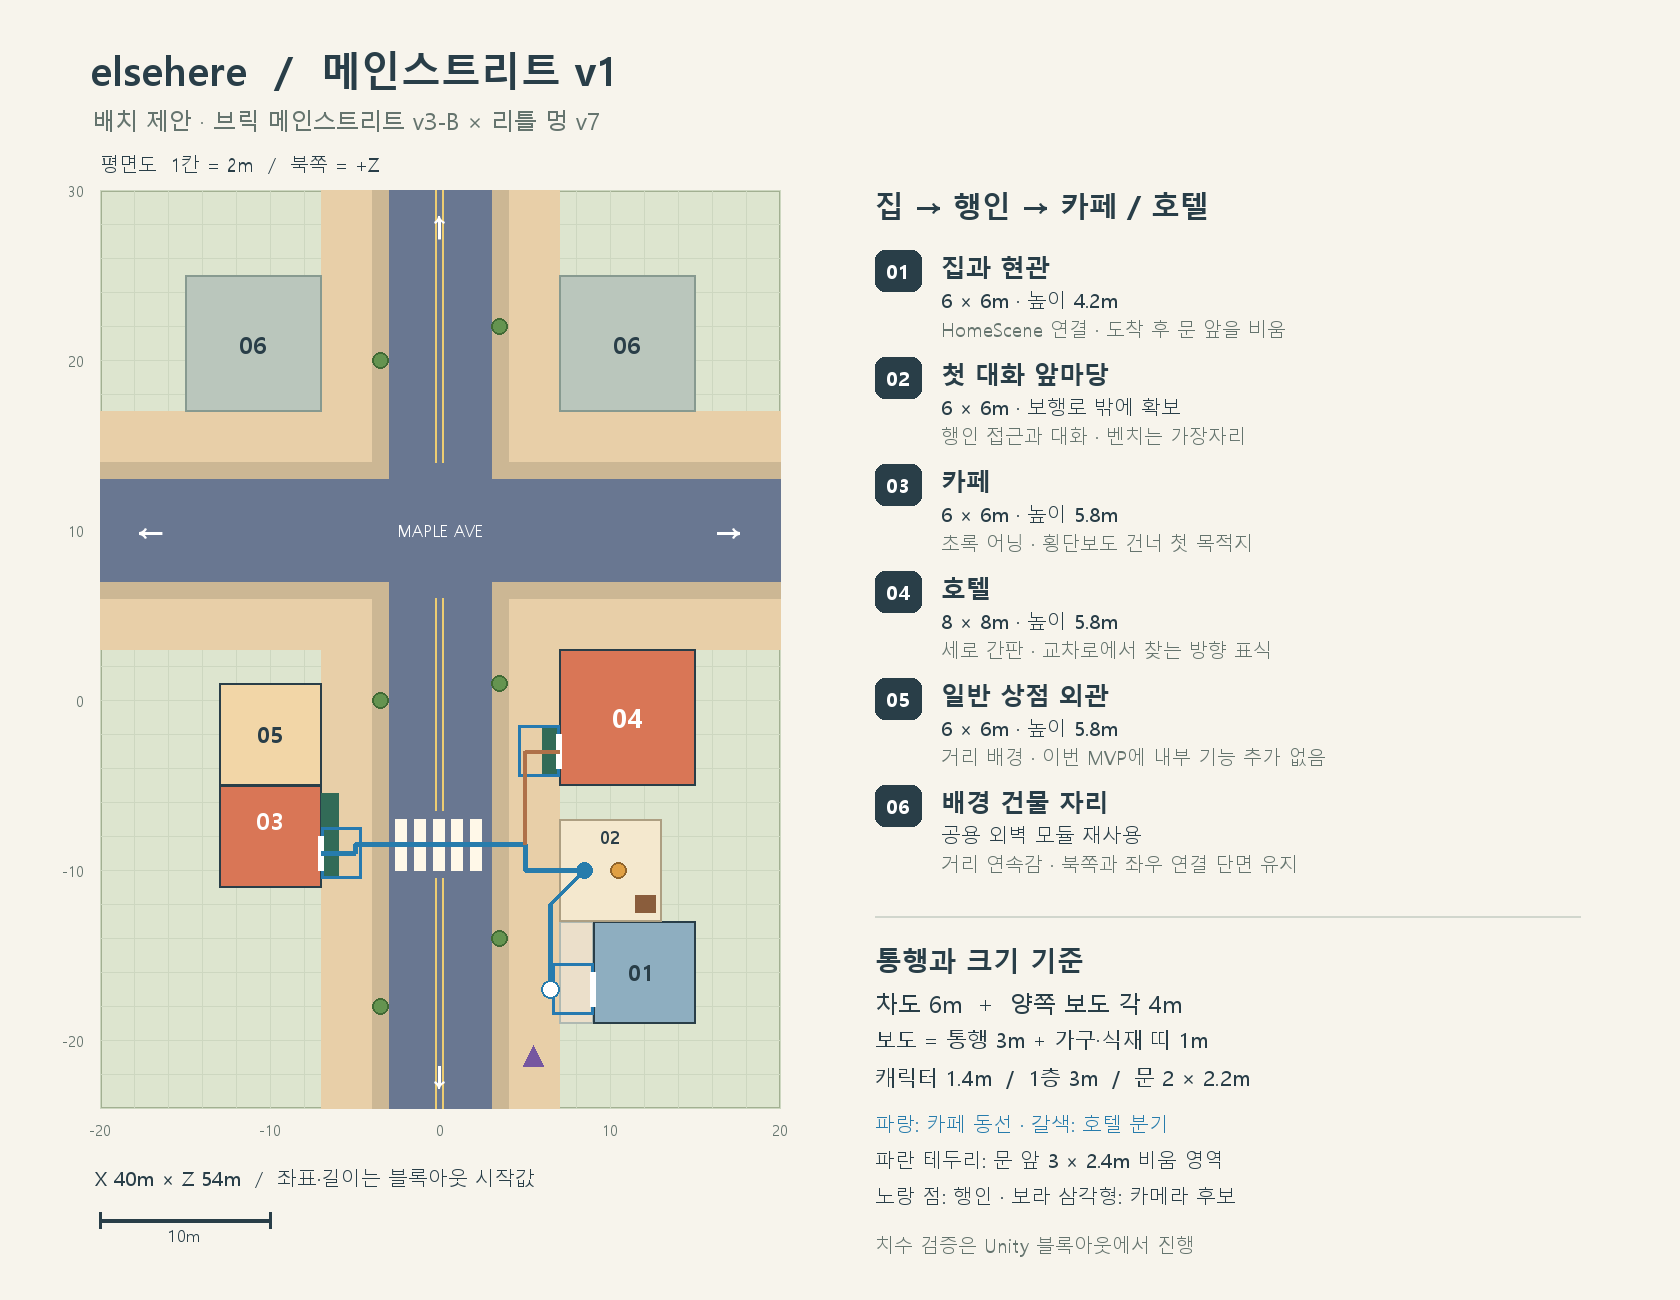 elsehere / 메인스트리트 v1
배치 제안 · 브릭 메인스트리트 v3-B × 리틀 멍 v7
평면도 1칸 = 2m / 북쪽 = +Z
30
20
10
0
-10
-20
06
06
MAPLE AVE
←
→
↑
↓
05
04
03
02
01
-20
-10
0
10
20
X 40m × Z 54m / 좌표·길이는 블록아웃 시작값
10m
집 → 행인 → 카페 / 호텔
01
집과 현관
6 × 6m · 높이 4.2m
HomeScene 연결 · 도착 후 문 앞을 비움
02
첫 대화 앞마당
6 × 6m · 보행로 밖에 확보
행인 접근과 대화 · 벤치는 가장자리
03
카페
6 × 6m · 높이 5.8m
초록 어닝 · 횡단보도 건너 첫 목적지
04
호텔
8 × 8m · 높이 5.8m
세로 간판 · 교차로에서 찾는 방향 표식
05
일반 상점 외관
6 × 6m · 높이 5.8m
거리 배경 · 이번 MVP에 내부 기능 추가 없음
06
배경 건물 자리
공용 외벽 모듈 재사용
거리 연속감 · 북쪽과 좌우 연결 단면 유지
통행과 크기 기준
차도 6m + 양쪽 보도 각 4m
보도 = 통행 3m + 가구·식재 띠 1m
캐릭터 1.4m / 1층 3m / 문 2 × 2.2m
파랑: 카페 동선 · 갈색: 호텔 분기
파란 테두리: 문 앞 3 × 2.4m 비움 영역
노랑 점: 행인 · 보라 삼각형: 카메라 후보
치수 검증은 Unity 블록아웃에서 진행